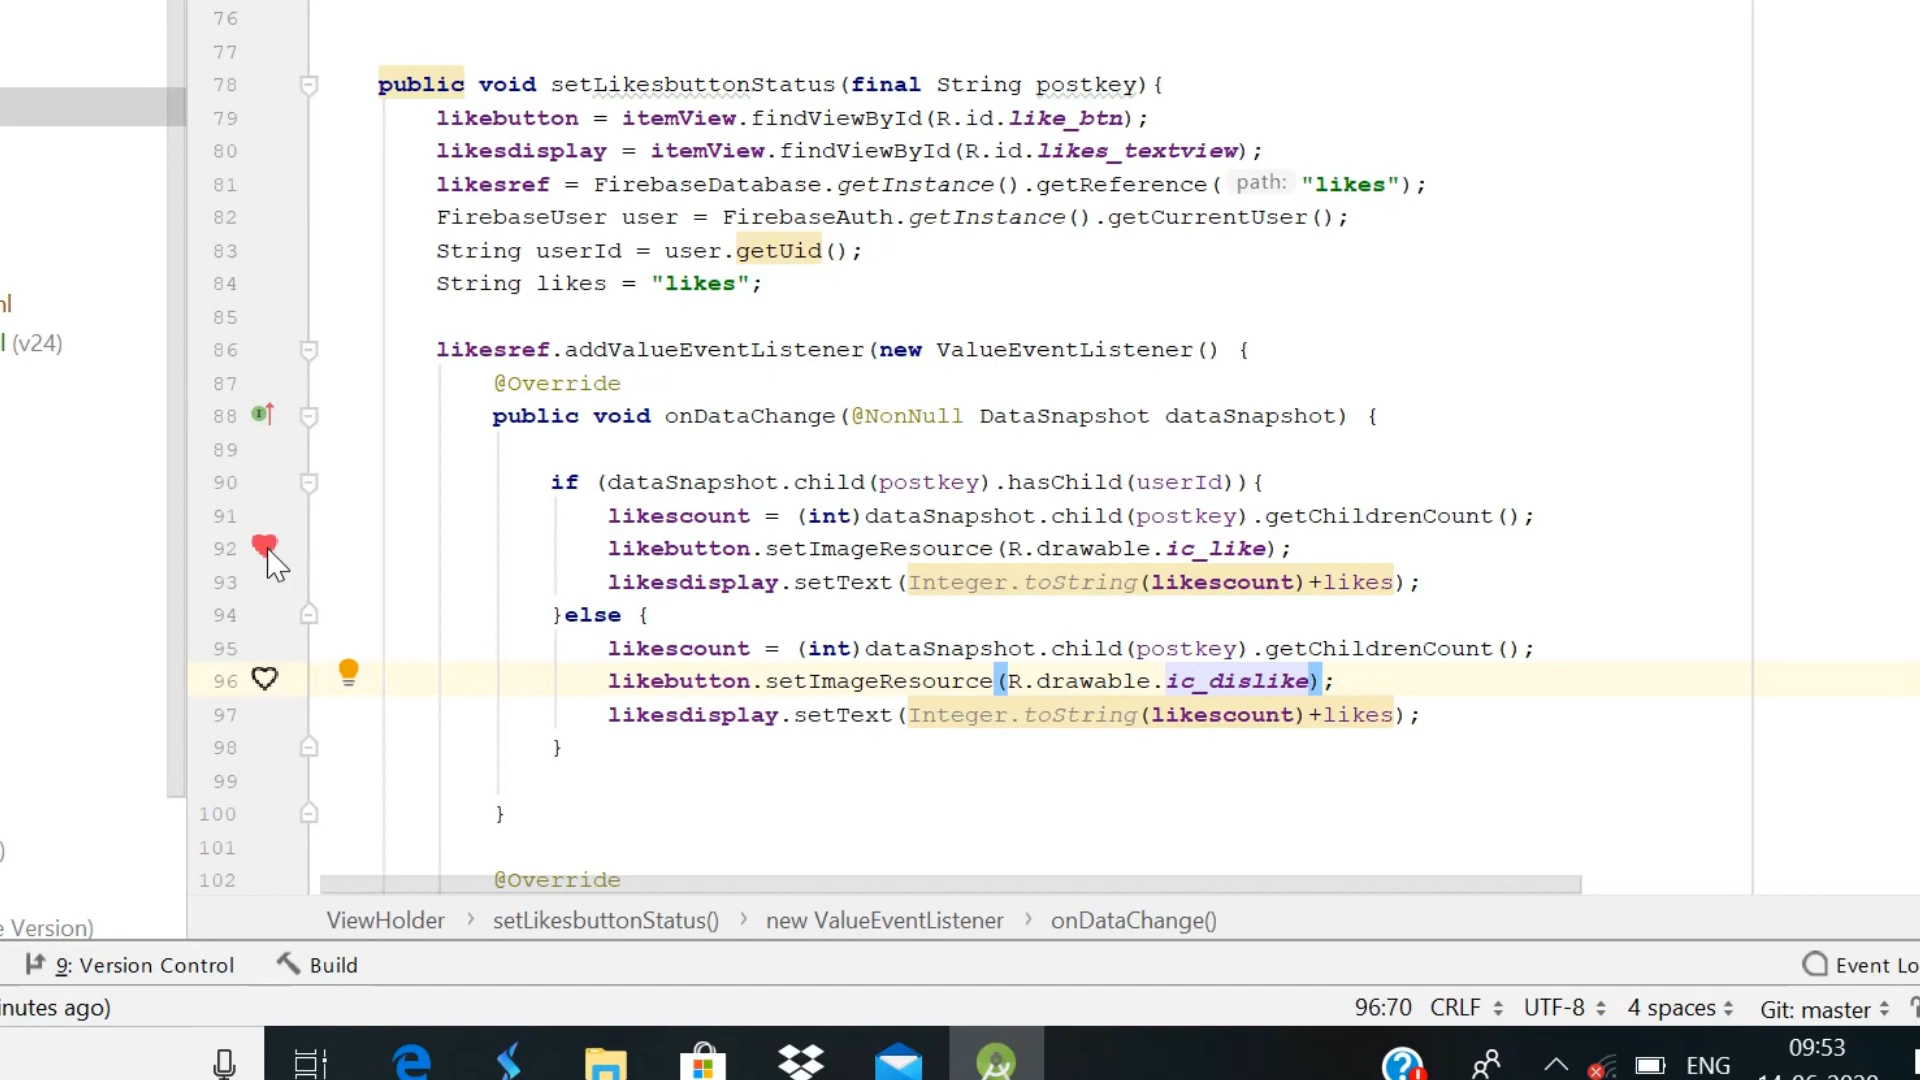 76
77
78 public void setLikesbuttonStatus(final String postkey){
79 likebutton = itemView.findViewById(R.id.like_btn);
80 likesdisplay = itemView.findViewById(R.id.likes_textview);
81 likesref = FirebaseDatabase.getInstance().getReference( path: "likes");
82 FirebaseUser user = FirebaseAuth.getInstance().getCurrentUser();
83 String userId = user.getUid();
84 String likes = "likes";
85
86 likesref.addValueEventListener(new ValueEventListener() {
87 @Override
88 public void onDataChange(@NonNull DataSnapshot dataSnapshot) {
89
90 if (dataSnapshot.child(postkey).hasChild(userId)){
91 likescount = (int)dataSnapshot.child(postkey).getChildrenCount();
92 likebutton.setImageResource(R.drawable.ic_like);
93 likesdisplay.setText(Integer.toString(likescount)+likes);
94 }else {
95 likescount = (int)dataSnapshot.child(postkey).getChildrenCount();
96 likebutton.setImageResource(R.drawable.ic_dislike);
97 likesdisplay.setText(Integer.toString(likescount)+likes);
98 }
99
100 }
101
102 @Override
nl
l (v24)
)
e Version)
ViewHolder > setLikesbuttonStatus() > new ValueEventListener > onDataChange()
9: Version Control Build Event Lo
inutes ago) 96:70 CRLF UTF-8 4 spaces Git: master
ENG 09:53